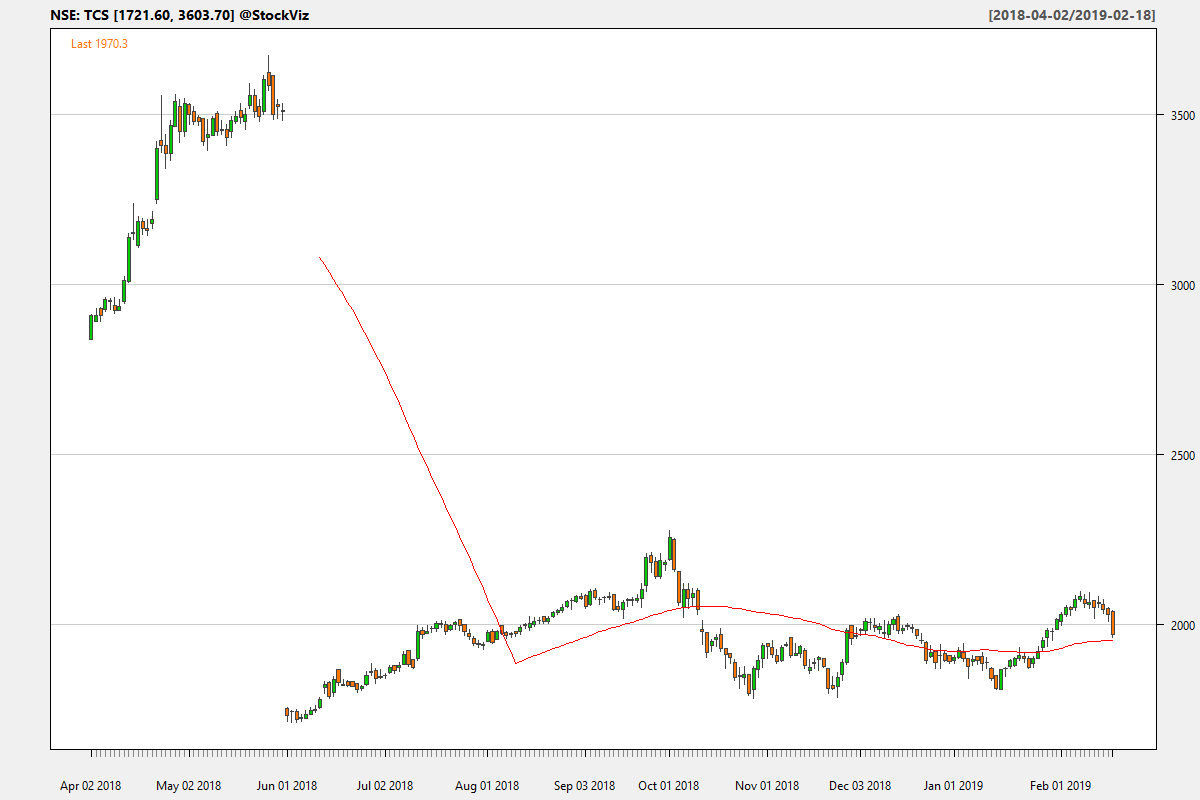 NSE: TCS [1721.60, 3603.70] @StockViz
[2018-04-02/2019-02-18]
Last 1970.3
3500
3000
2500
2000
Apr 02 2018
May 02 2018
Jun 01 2018
Jul 02 2018
Aug 01 2018
Sep 03 2018
Oct 01 2018
Nov 01 2018
Dec 03 2018
Jan 01 2019
Feb 01 2019